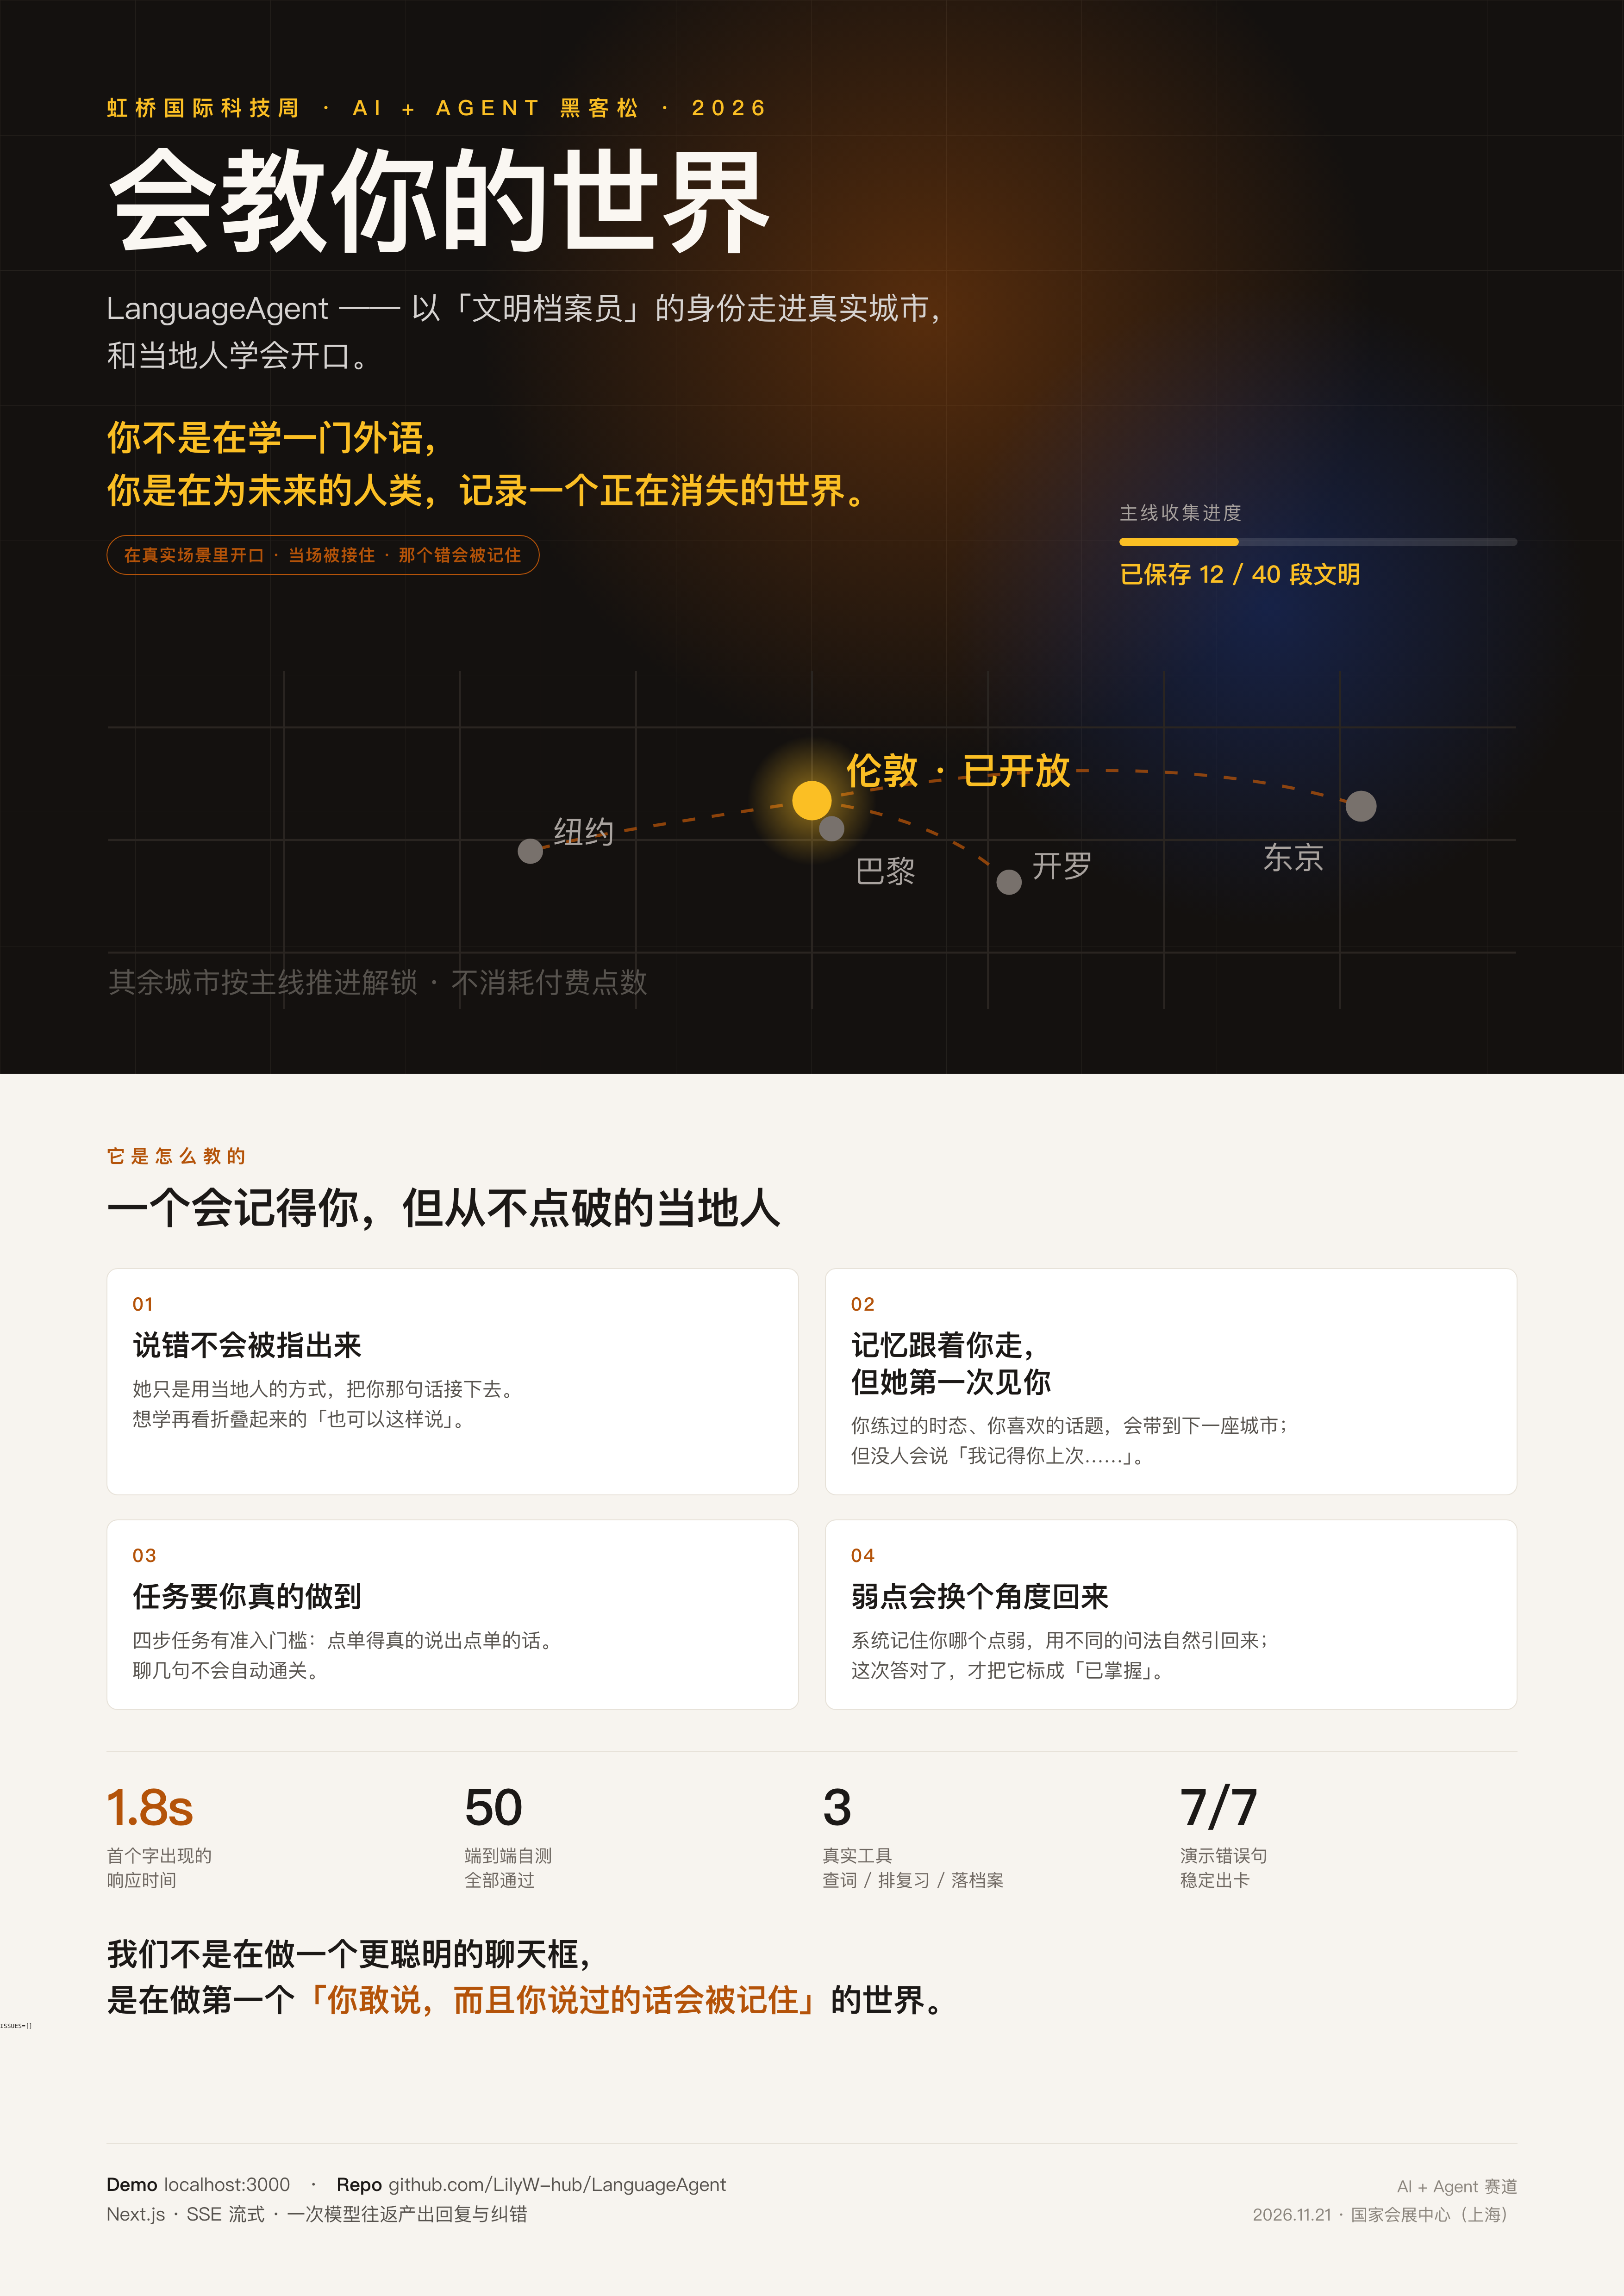 虹桥国际科技周 · AI + AGENT 黑客松 · 2026
会教你的世界
LanguageAgent —— 以「文明档案员」的身份走进真实城市，
和当地人学会开口。
你不是在学一门外语，
你是在为未来的人类，记录一个正在消失的世界。
在真实场景里开口 · 当场被接住 · 那个错会被记住
主线收集进度
已保存 12 / 40 段文明
伦敦 · 已开放
纽约
巴黎
开罗
东京
其余城市按主线推进解锁 · 不消耗付费点数
它是怎么教的
一个会记得你，但从不点破的当地人
01
说错不会被指出来
她只是用当地人的方式，把你那句话接下去。
想学再看折叠起来的「也可以这样说」。
02
记忆跟着你走，
但她第一次见你
你练过的时态、你喜欢的话题，会带到下一座城市；
但没人会说「我记得你上次……」。
03
任务要你真的做到
四步任务有准入门槛：点单得真的说出点单的话。
聊几句不会自动通关。
04
弱点会换个角度回来
系统记住你哪个点弱，用不同的问法自然引回来；
这次答对了，才把它标成「已掌握」。
1.8s
首个字出现的
响应时间
50
端到端自测
全部通过
3
真实工具
查词 / 排复习 / 落档案
7/7
演示错误句
稳定出卡
我们不是在做一个更聪明的聊天框，
是在做第一个「你敢说，而且你说过的话会被记住」的世界。
ISSUES=[]
Demo localhost:3000 · Repo github.com/LilyW-hub/LanguageAgent
Next.js · SSE 流式 · 一次模型往返产出回复与纠错
AI + Agent 赛道
2026.11.21 · 国家会展中心（上海）